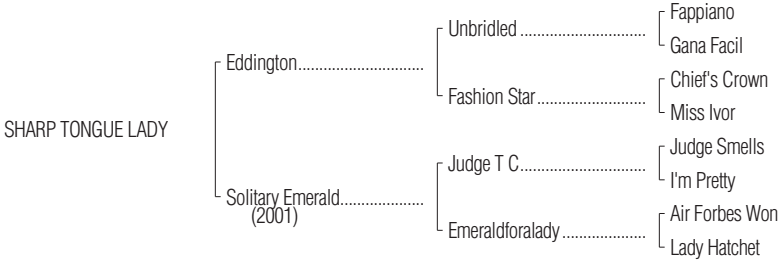 Fappiano
Unbridled ..............................
Gana Facil
Eddington..............................
Chief's Crown
Fashion Star..........................
Miss Ivor
SHARP TONGUE LADY
Judge Smells
Judge T C..............................
I'm Pretty
Solitary Emerald....................
(2001)
Air Forbes Won
Emeraldforalady ....................
Lady Hatchet